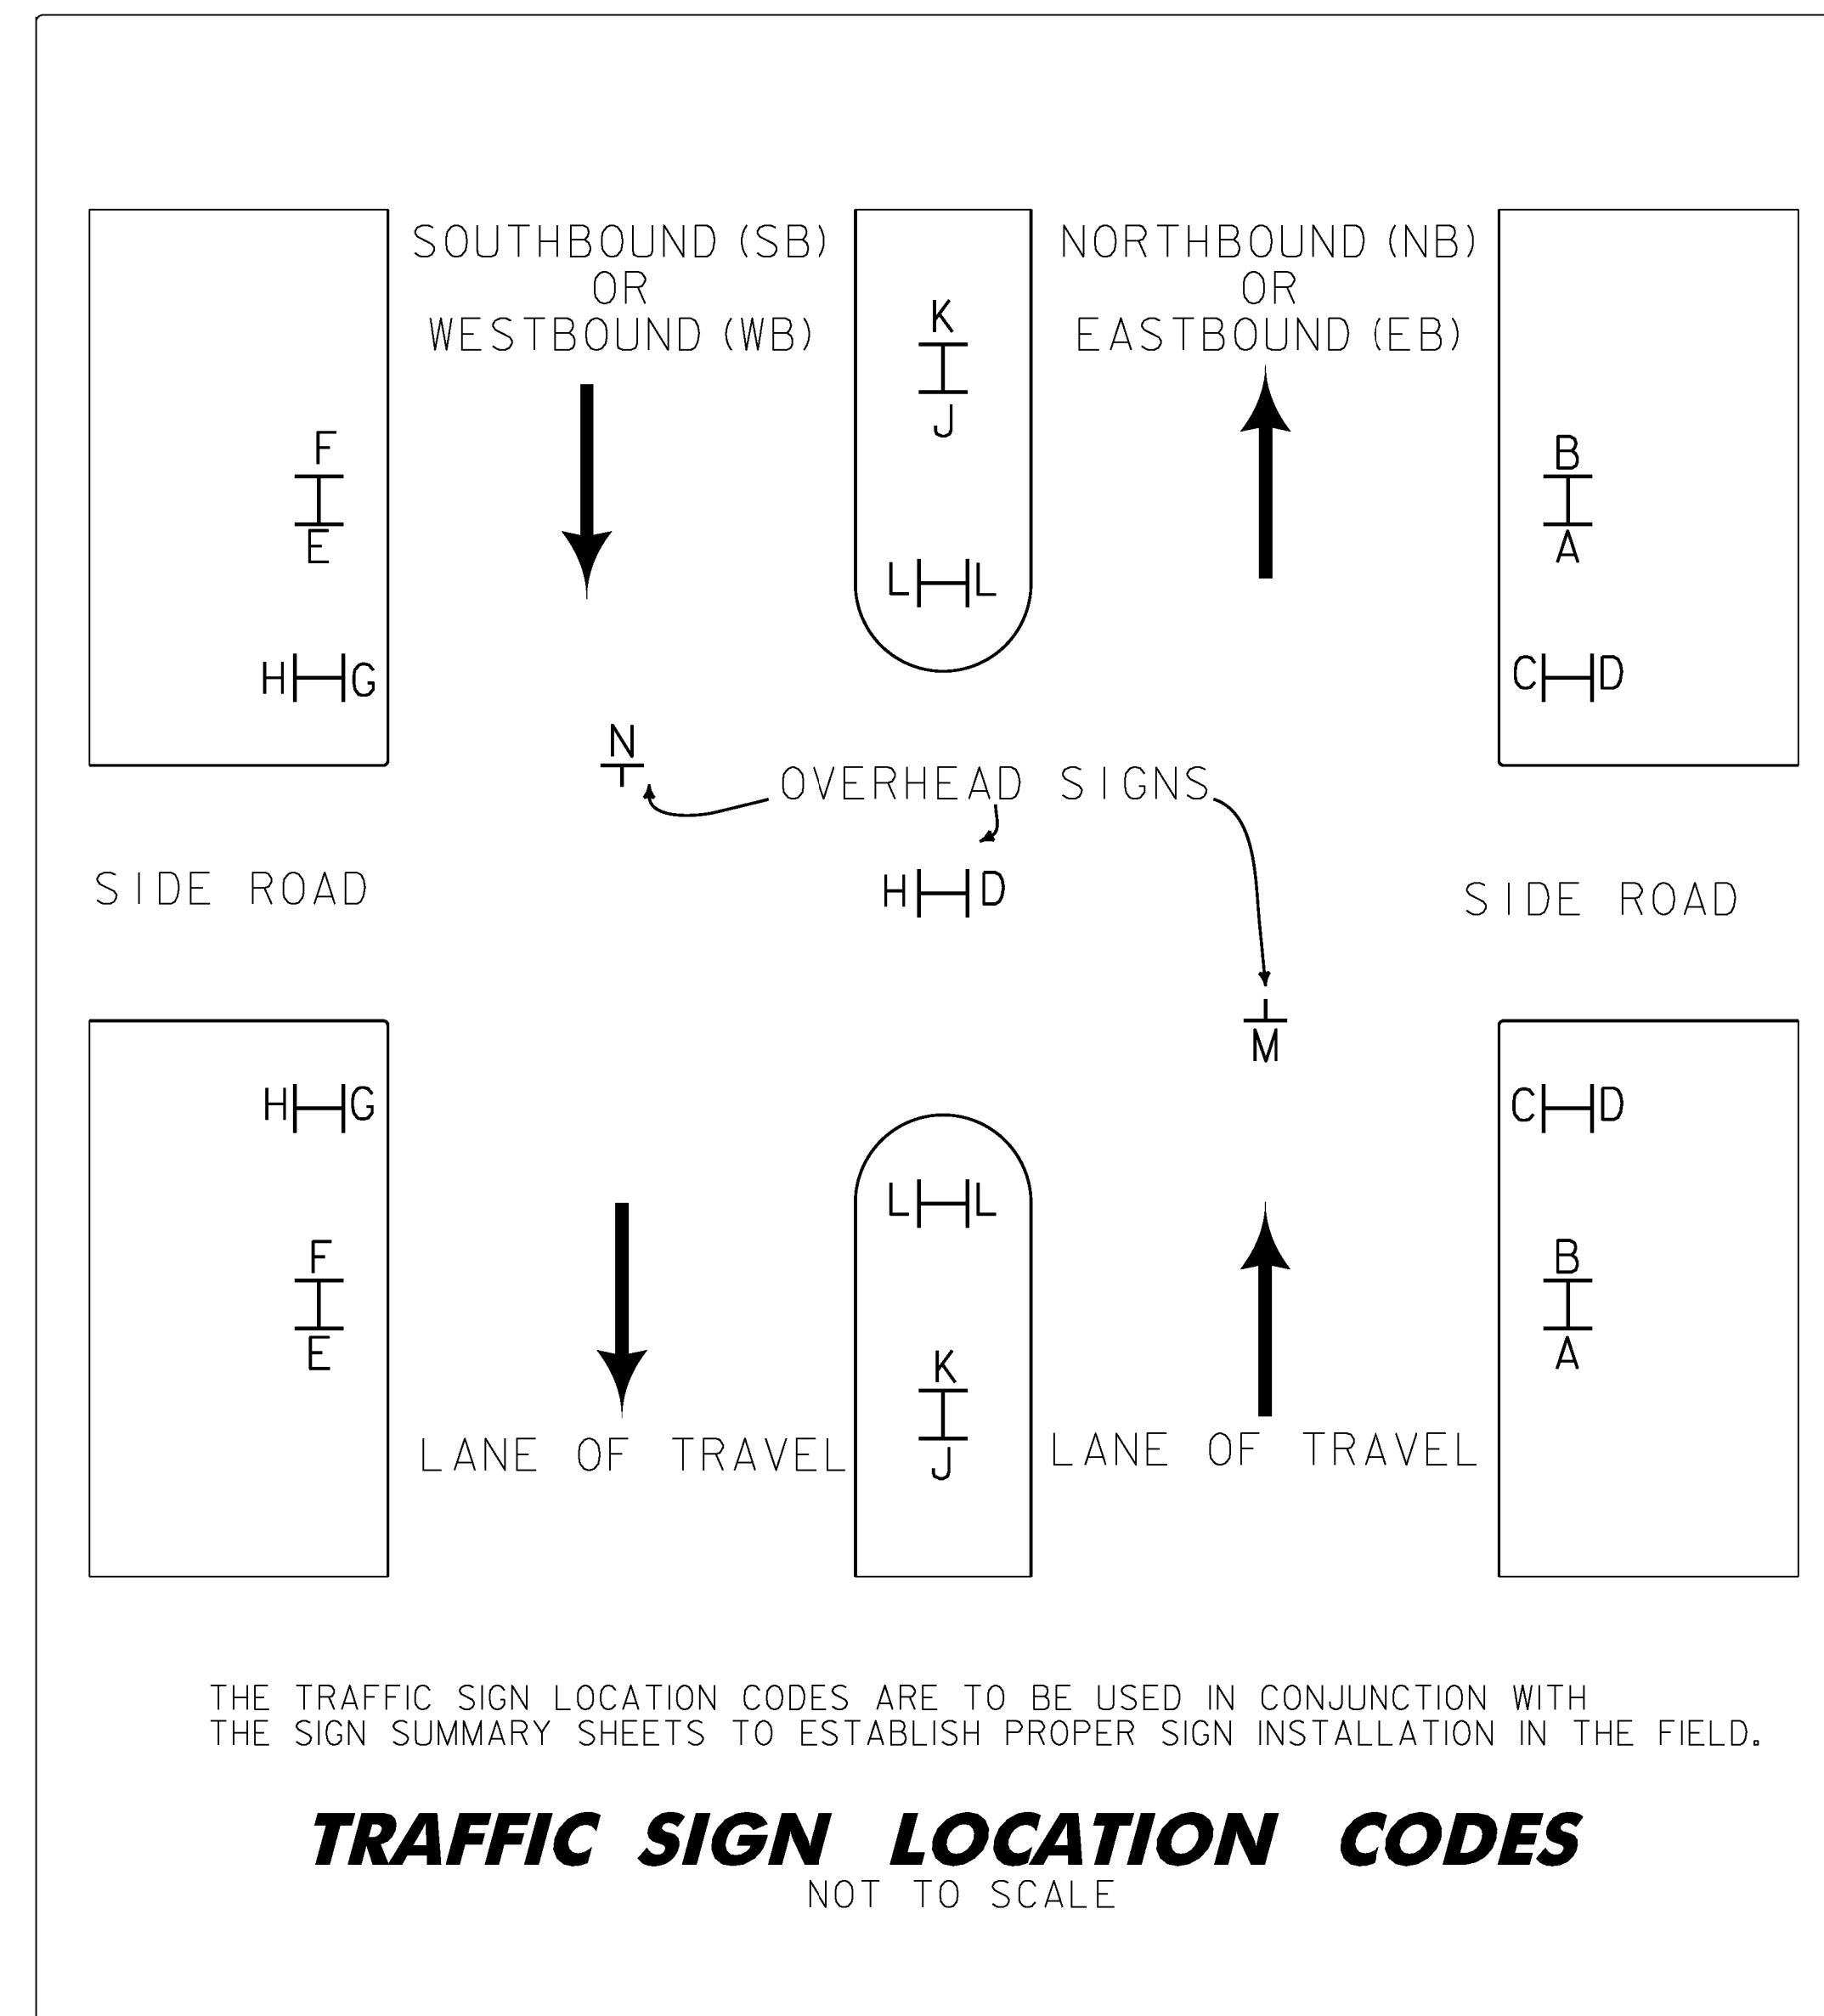 SOUTHBOUND (SB)
OR
WESTBOUND (WB)
NORTHBOUND (NB)
OR
EASTBOUND (EB)
K
J
F
E
B
A
L L
H G
C D
N
OVERHEAD SIGNS
SIDE ROAD
H D
SIDE ROAD
M
H G
C D
L L
F
E
B
A
K
J
LANE OF TRAVEL
LANE OF TRAVEL
THE TRAFFIC SIGN LOCATION CODES ARE TO BE USED IN CONJUNCTION WITH
THE SIGN SUMMARY SHEETS TO ESTABLISH PROPER SIGN INSTALLATION IN THE FIELD.
TRAFFIC SIGN LOCATION CODES
NOT TO SCALE